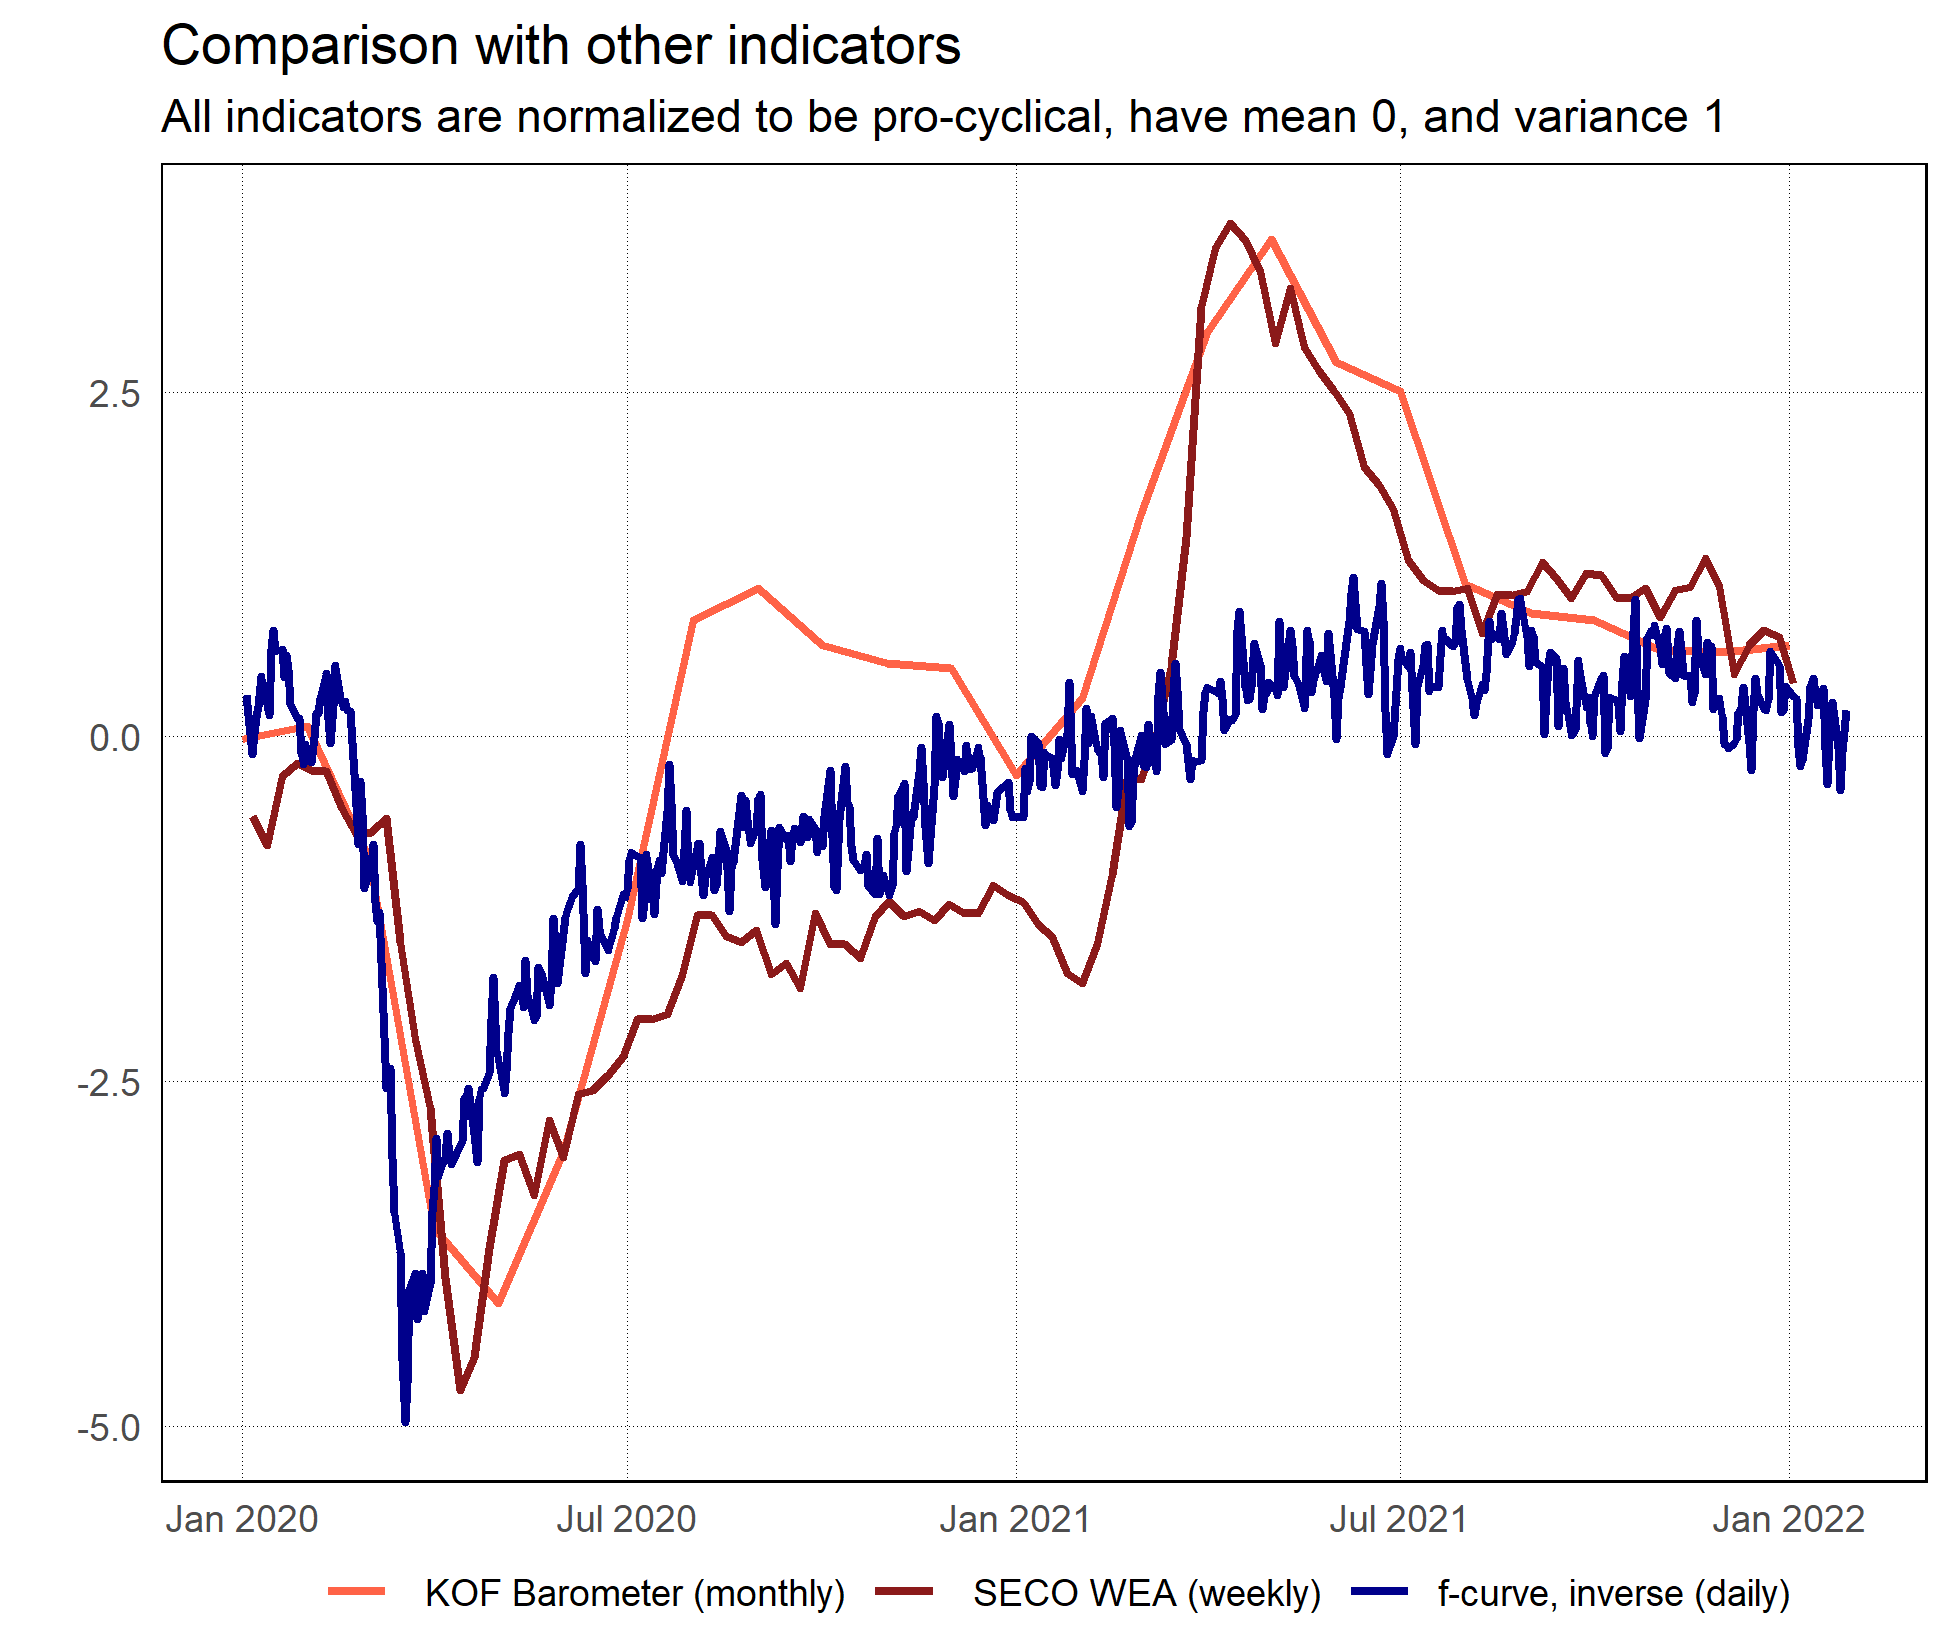 Comparison with other indicators
All indicators are normalized to be pro-cyclical, have mean 0, and variance 1
2.5
0.0
-2.5
-5.0
Jan 2020 Jul 2020 Jan 2021 Jul 2021 Jan 2022
KOF Barometer (monthly) SECO WEA (weekly) f-curve, inverse (daily)